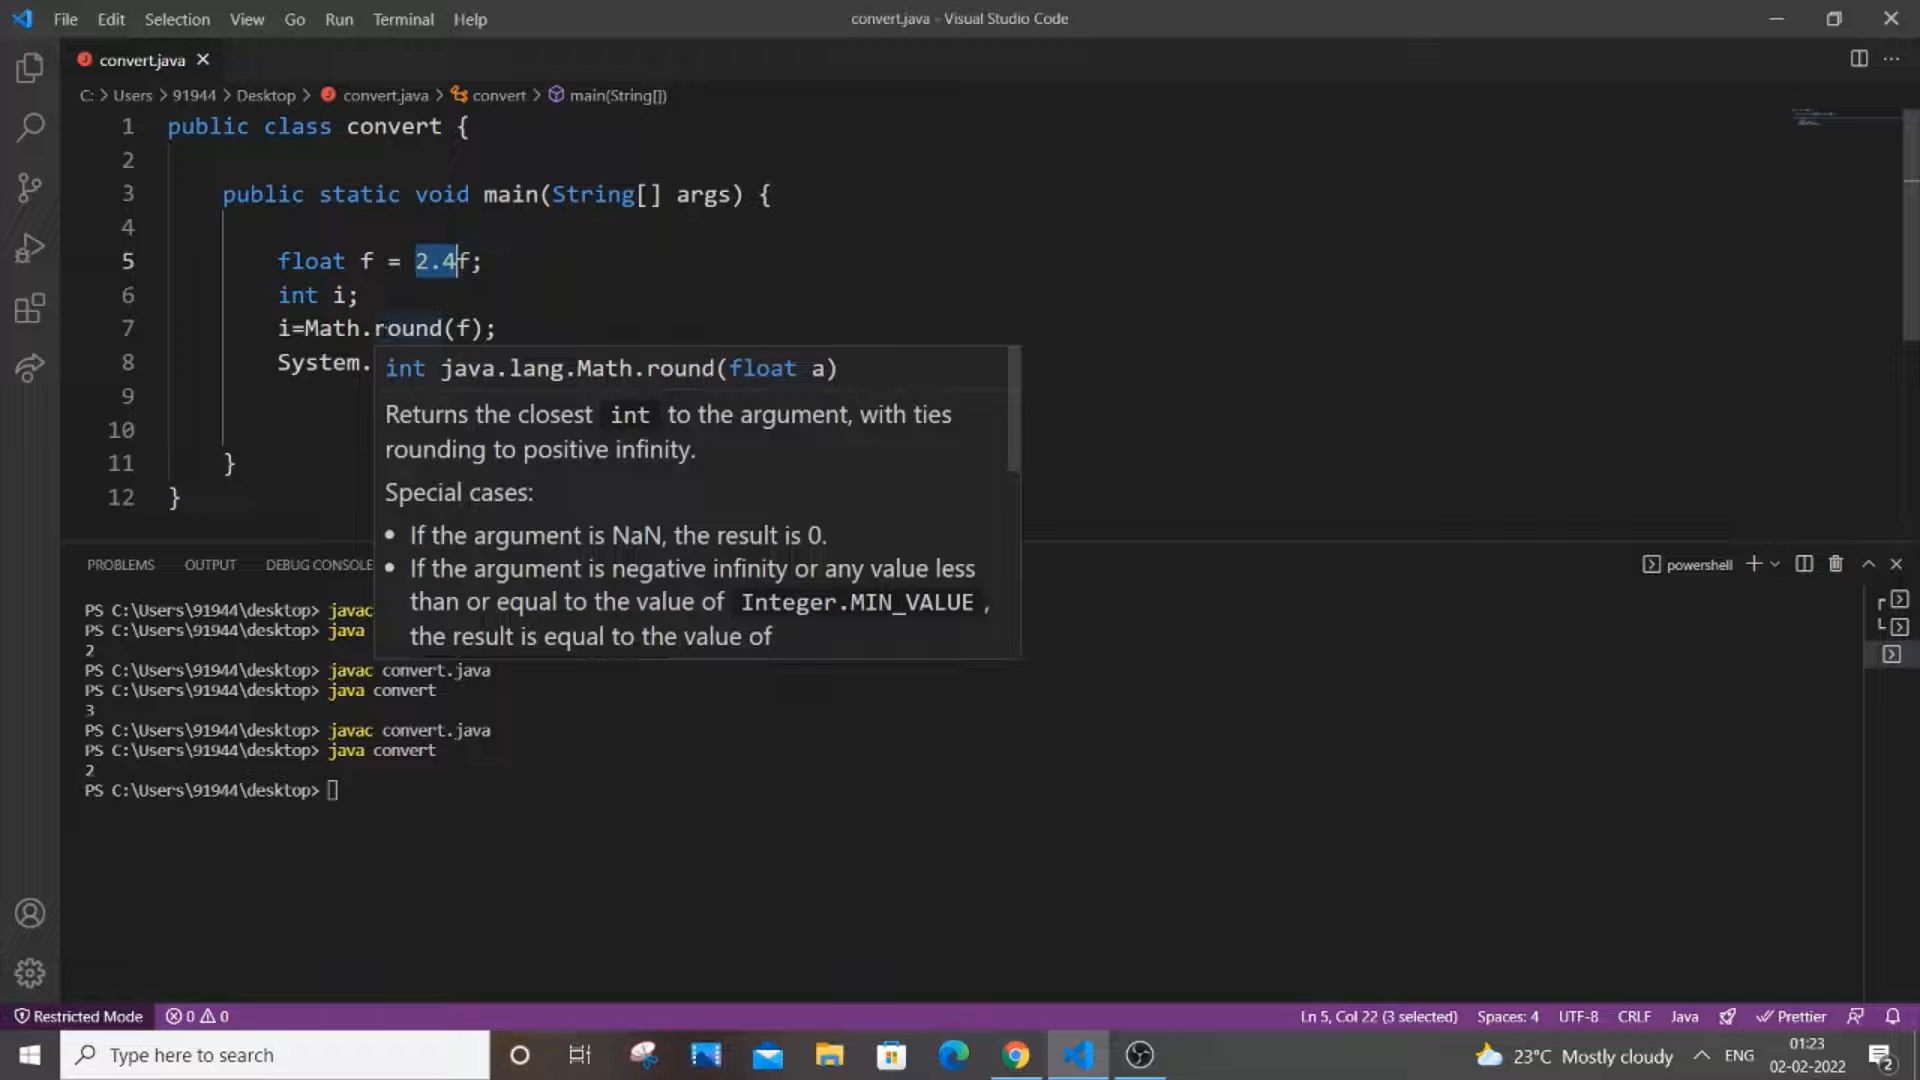 File Edit Selection View Go Run Terminal Help
convert.java - Visual Studio Code
convert.java
C: > Users > 91944 > Desktop > convert.java > convert > main(String[])
1 public class convert {
2
3 public static void main(String[] args) {
4
5 float f = 2.4f;
6 int i;
7 i=Math.round(f);
8 System.
9
10
11 }
12 }
int java.lang.Math.round(float a)
Returns the closest int to the argument, with ties
rounding to positive infinity.
Special cases:
• If the argument is NaN, the result is 0.
• If the argument is negative infinity or any value less
than or equal to the value of Integer.MIN_VALUE ,
the result is equal to the value of
PROBLEMS OUTPUT DEBUG CONSOLE
powershell
PS C:\Users\91944\desktop> javac
PS C:\Users\91944\desktop> java
2
PS C:\Users\91944\desktop> javac convert.java
PS C:\Users\91944\desktop> java convert
3
PS C:\Users\91944\desktop> javac convert.java
PS C:\Users\91944\desktop> java convert
2
PS C:\Users\91944\desktop>
Restricted Mode 0 0
Ln 5, Col 22 (3 selected) Spaces: 4 UTF-8 CRLF Java Prettier
Type here to search
23°C Mostly cloudy ENG
01:23
02-02-2022
2